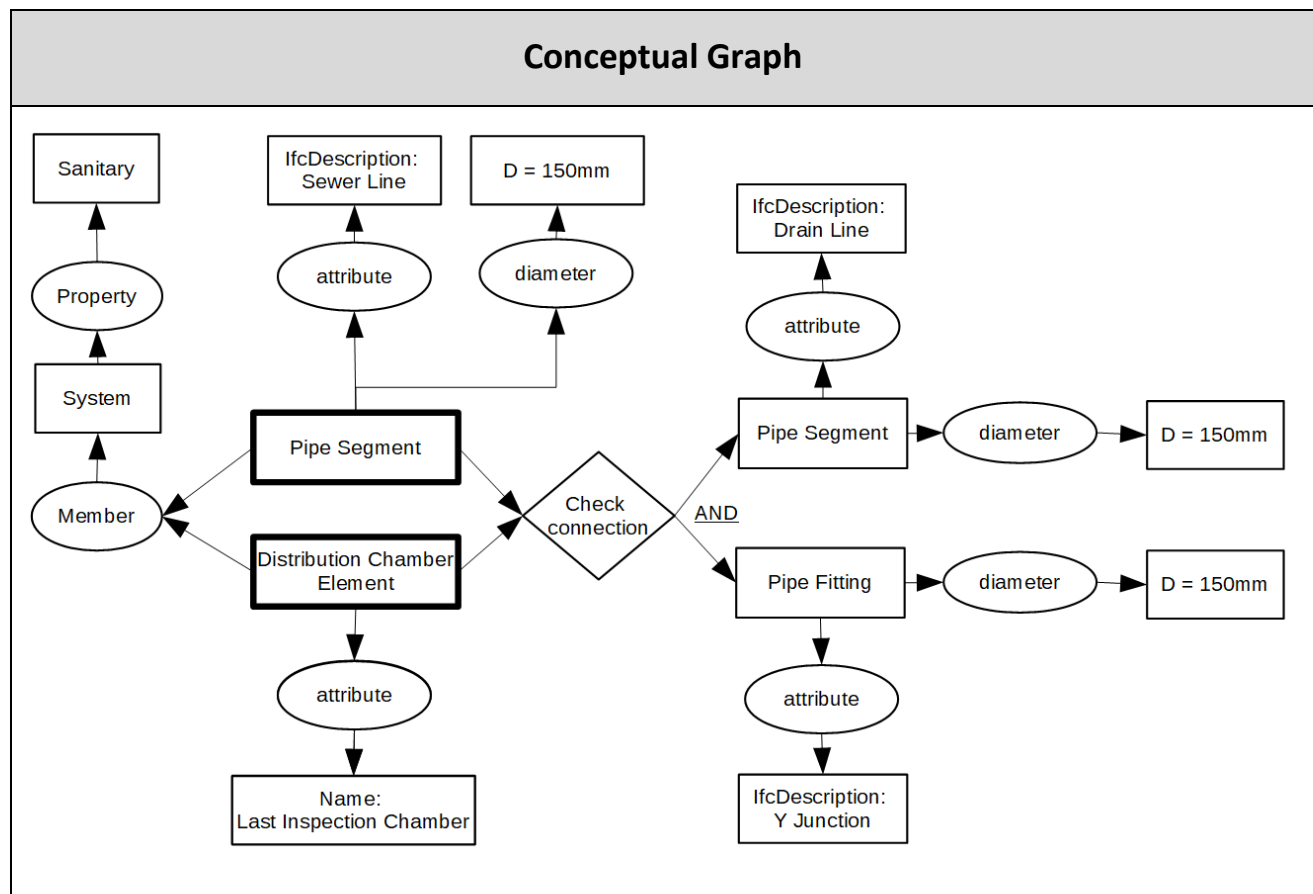 Conceptual Graph
Sanitary
IfcDescription:
Sewer Line
D = 150mm
IfcDescription:
Drain Line
Property
attribute
diameter
attribute
System
Pipe Segment
Pipe Segment
diameter
D = 150mm
Member
Check
connection
AND
Distribution Chamber
Element
Pipe Fitting
diameter
D = 150mm
attribute
attribute
Name:
Last Inspection Chamber
IfcDescription:
Y Junction